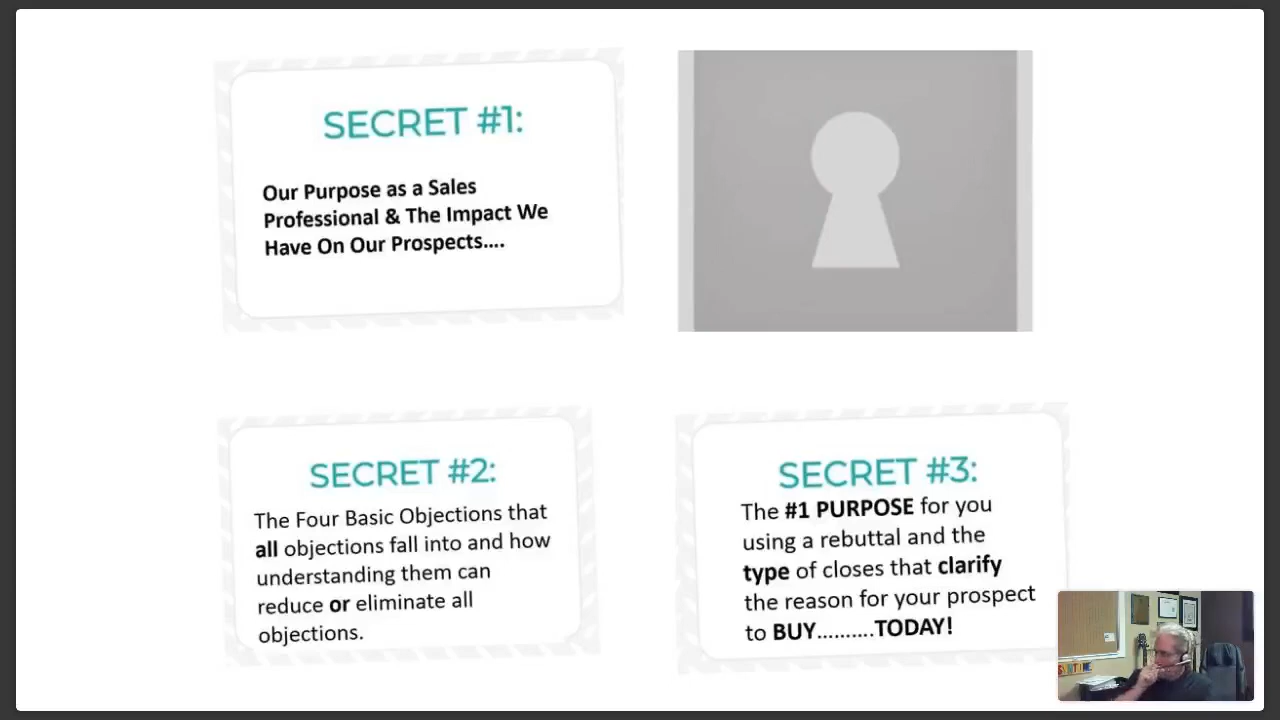 SECRET #1:
Our Purpose as a Sales
Professional & The Impact We
Have On Our Prospects....
SECRET #2:
The Four Basic Objections that
all objections fall into and how
understanding them can
reduce or eliminate all
objections.
SECRET #3:
The #1 PURPOSE for you
using a rebuttal and the
type of closes that clarify
the reason for your prospect
to BUY..........TODAY!